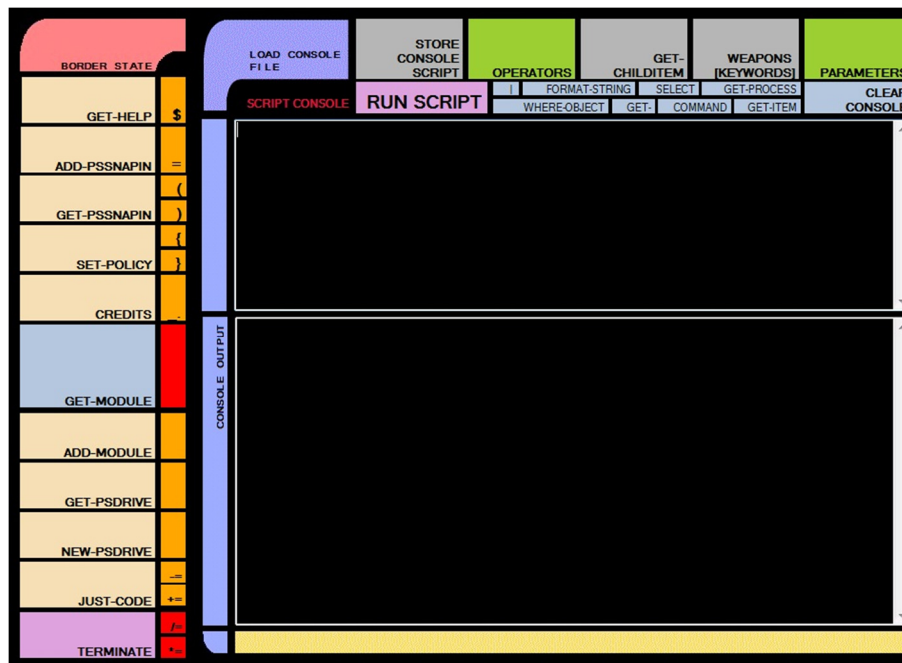 BORDER STATE
LOAD CONSOLE
FILE
STORE
CONSOLE
SCRIPT
OPERATORS
GET-
CHILDITEM
WEAPONS
[KEYWORDS]
PARAMETERS
SCRIPT CONSOLE
RUN SCRIPT
| FORMAT-STRING SELECT GET-PROCESS
WHERE-OBJECT GET- COMMAND GET-ITEM
CLEAR
CONSOLE
GET-HELP $
ADD-PSSNAPIN =
(
GET-PSSNAPIN )
{
SET-POLICY }
CREDITS _.
GET-MODULE
ADD-MODULE
GET-PSDRIVE
NEW-PSDRIVE
-=
JUST-CODE +=
/=
TERMINATE *=
CONSOLE OUTPUT